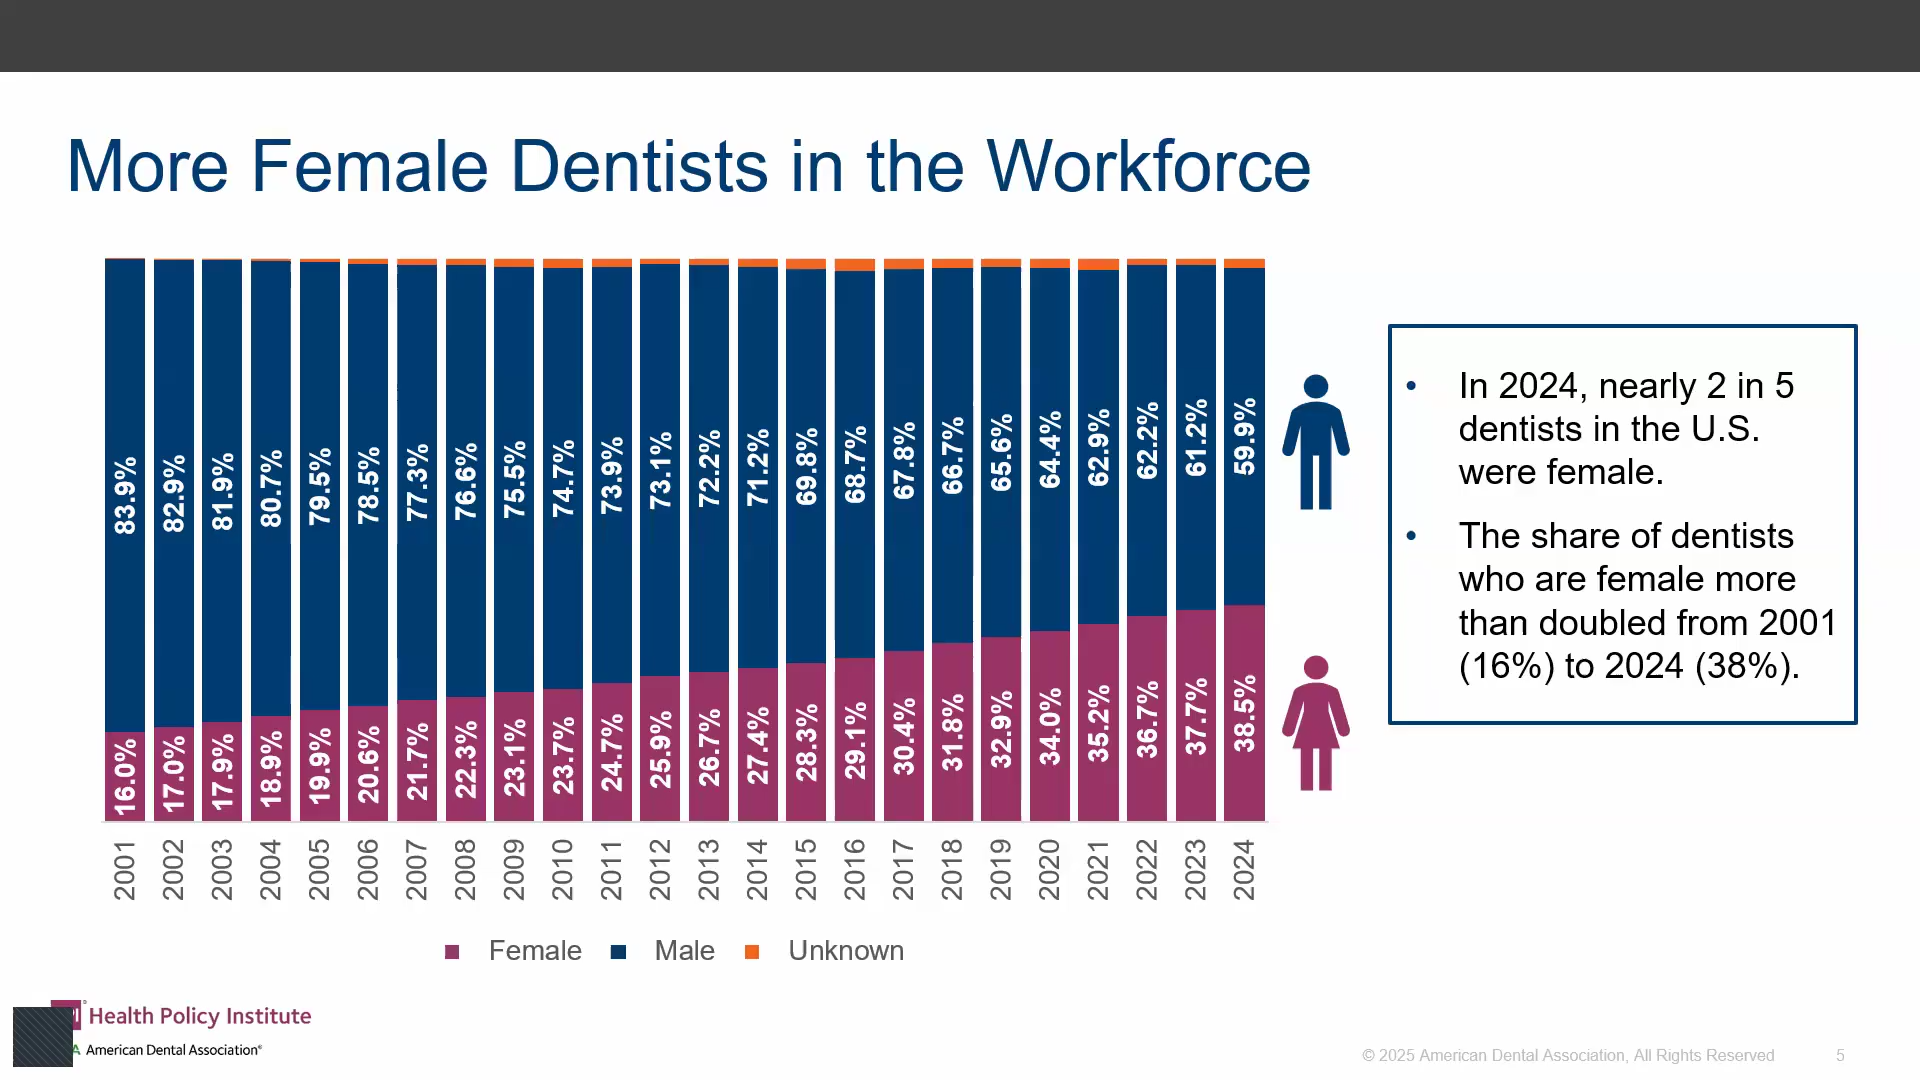 More Female Dentists in the Workforce
83.9% 82.9% 81.9% 80.7% 79.5% 78.5% 77.3% 76.6% 75.5% 74.7% 73.9% 73.1% 72.2% 71.2% 69.8% 68.7% 67.8% 66.7% 65.6% 64.4% 62.9% 62.2% 61.2% 59.9%
16.0% 17.0% 17.9% 18.9% 19.9% 20.6% 21.7% 22.3% 23.1% 23.7% 24.7% 25.9% 26.7% 27.4% 28.3% 29.1% 30.4% 31.8% 32.9% 34.0% 35.2% 36.7% 37.7% 38.5%
2001 2002 2003 2004 2005 2006 2007 2008 2009 2010 2011 2012 2013 2014 2015 2016 2017 2018 2019 2020 2021 2022 2023 2024
Female Male Unknown
• In 2024, nearly 2 in 5
dentists in the U.S.
were female.
• The share of dentists
who are female more
than doubled from 2001
(16%) to 2024 (38%).
Health Policy Institute
American Dental Association®
© 2025 American Dental Association, All Rights Reserved 5